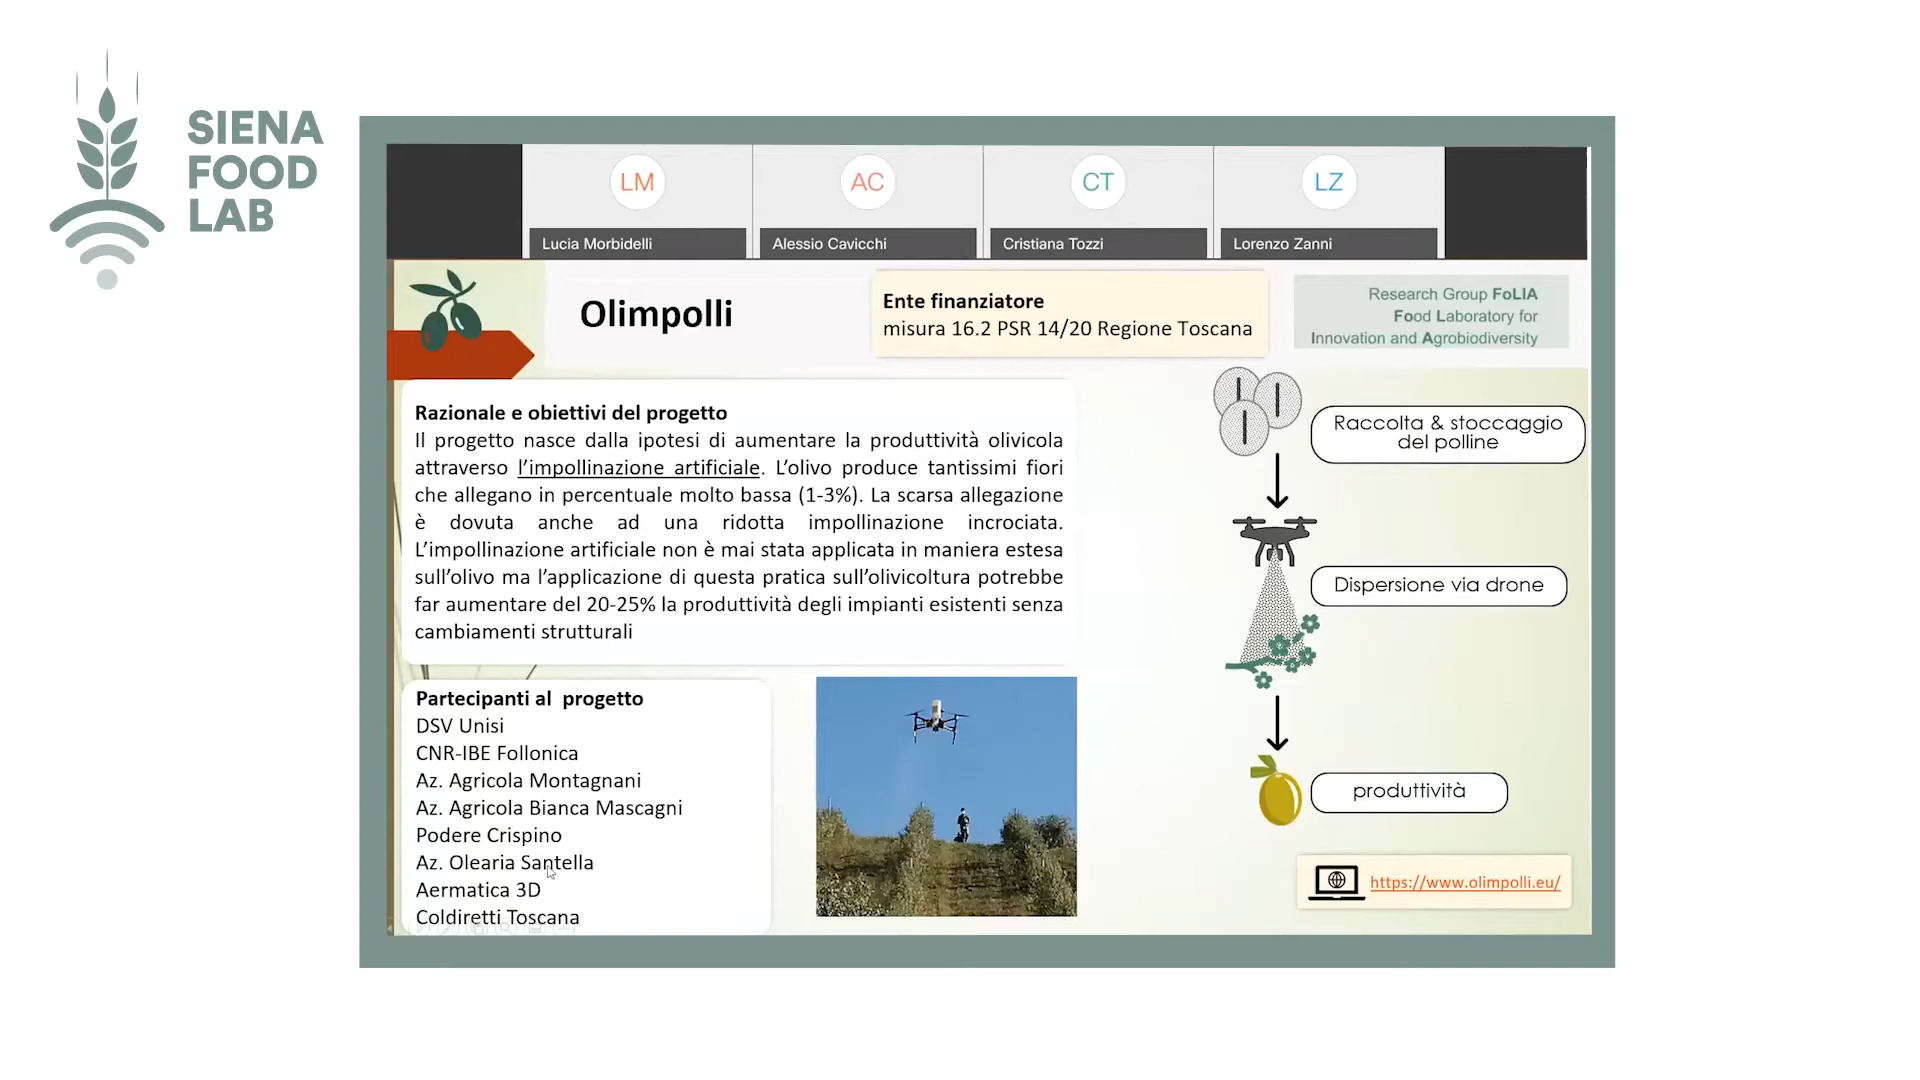 SIENA
FOOD
LAB
LM
AC
CT
LZ
Lucia Morbidelli
Alessio Cavicchi
Cristiana Tozzi
Lorenzo Zanni
Olimpolli
Ente finanziatore
misura 16.2 PSR 14/20 Regione Toscana
Research Group FoLIA
Food Laboratory for
Innovation and Agrobiodiversity
Razionale e obiettivi del progetto
Il progetto nasce dalla ipotesi di aumentare la produttività olivicola
attraverso l’impollinazione artificiale. L’olivo produce tantissimi fiori
che allegano in percentuale molto bassa (1-3%). La scarsa allegazione
è dovuta anche ad una ridotta impollinazione incrociata.
L’impollinazione artificiale non è mai stata applicata in maniera estesa
sull’olivo ma l’applicazione di questa pratica sull’olivicoltura potrebbe
far aumentare del 20-25% la produttività degli impianti esistenti senza
cambiamenti strutturali
Partecipanti al progetto
DSV Unisi
CNR-IBE Follonica
Az. Agricola Montagnani
Az. Agricola Bianca Mascagni
Podere Crispino
Az. Olearia Santella
Aermatica 3D
Coldiretti Toscana
Raccolta & stoccaggio
del polline
Dispersione via drone
produttività
https://www.olimpolli.eu/